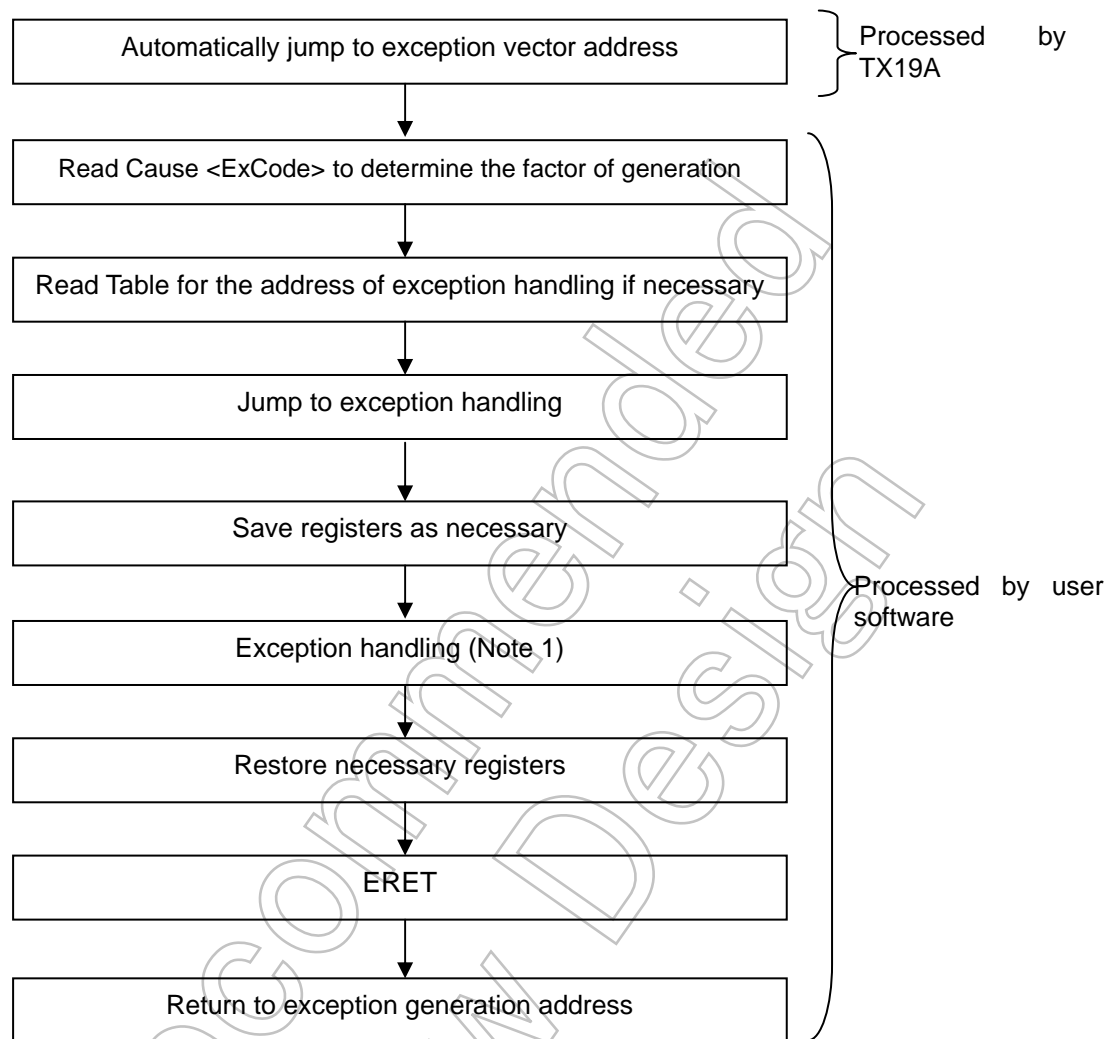 Automatically jump to exception vector address
Processed by
TX19A
Read Cause <ExCode> to determine the factor of generation
Read Table for the address of exception handling if necessary
Jump to exception handling
Save registers as necessary
Processed by user
software
Exception handling (Note 1)
Restore necessary registers
ERET
Return to exception generation address
commended
w Design